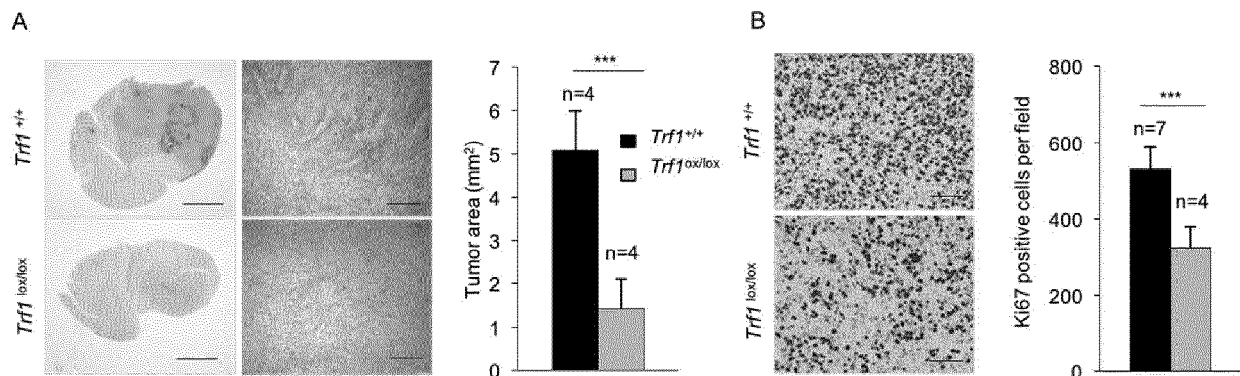 A
Trf1 +/+
Trf1 lox/lox
Tumor area (mm²)
7
6
5
4
3
2
1
0
***
n=4
n=4
Trf1+/+
Trf1ox/lox
B
Trf1 +/+
Trf1 lox/lox
Ki67 positive cells per field
800
600
400
200
0
***
n=7
n=4